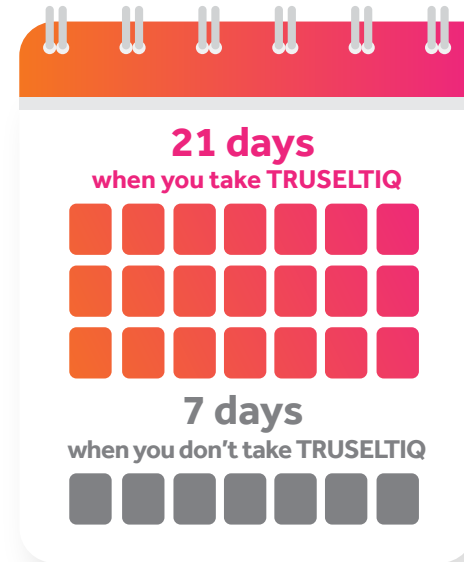 21 days
when you take TRUSELTIQ
7 days
when you don't take TRUSELTIQ